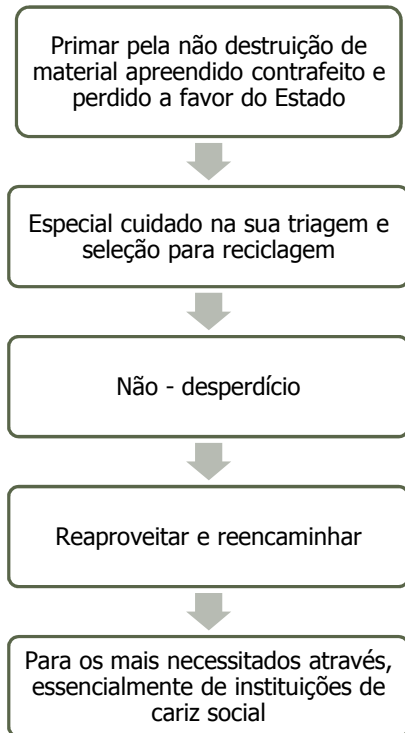 Primar pela não destruição de
material apreendido contrafeito e
perdido a favor do Estado
Especial cuidado na sua triagem e
seleção para reciclagem
Não - desperdício
Reaproveitar e reencaminhar
Para os mais necessitados através,
essencialmente de instituições de
cariz social